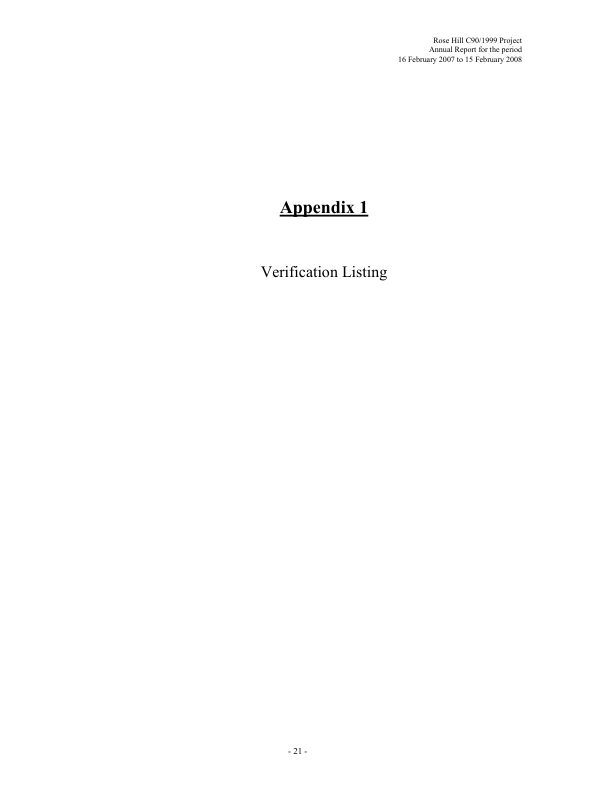 Rose Hill C90/1999 Project
Annual Report for the period
16 February 2007 to 15 February 2008
Appendix 1
Verification Listing
- 21 -